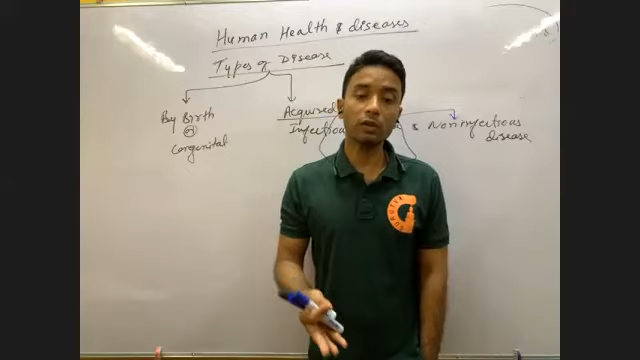 Human Health & diseases
Types of Disease
By Birth
or
Congenital
Acquired
Infectious
& Noninfectious
disease